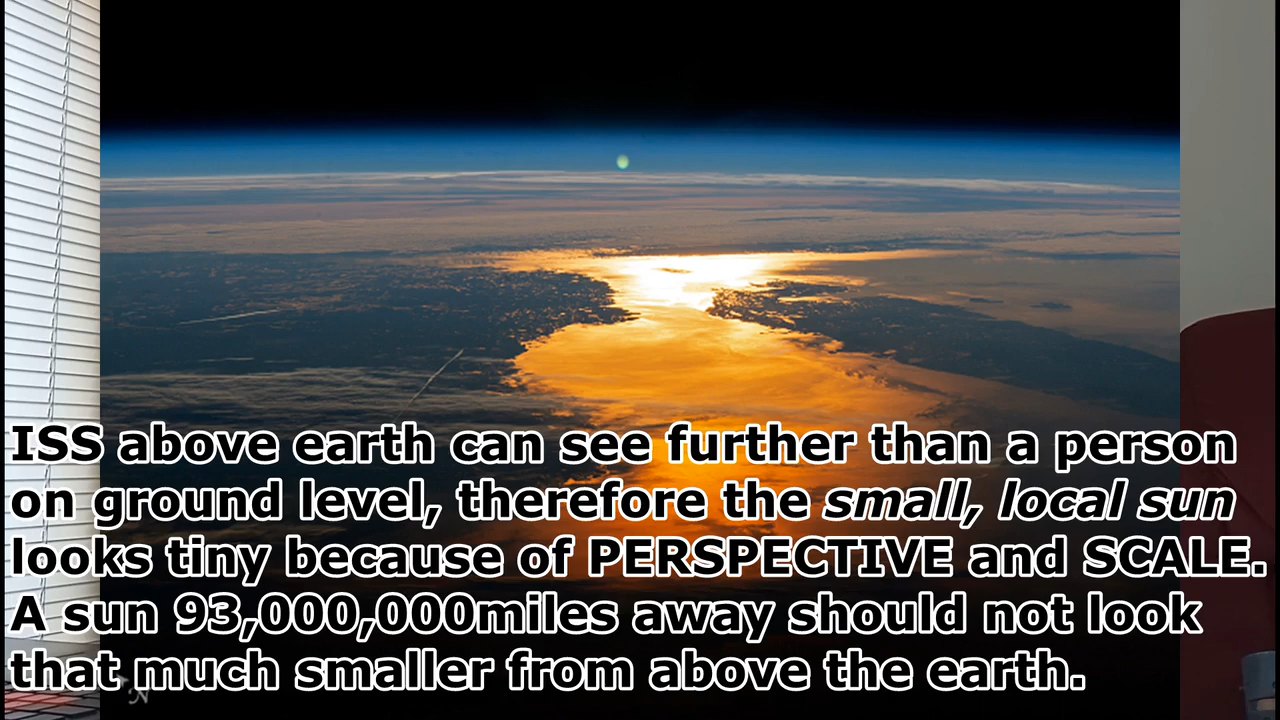 ISS above earth can see further than a person
on ground level, therefore the small, local sun
looks tiny because of PERSPECTIVE and SCALE.
A sun 93,000,000miles away should not look
that much smaller from above the earth.